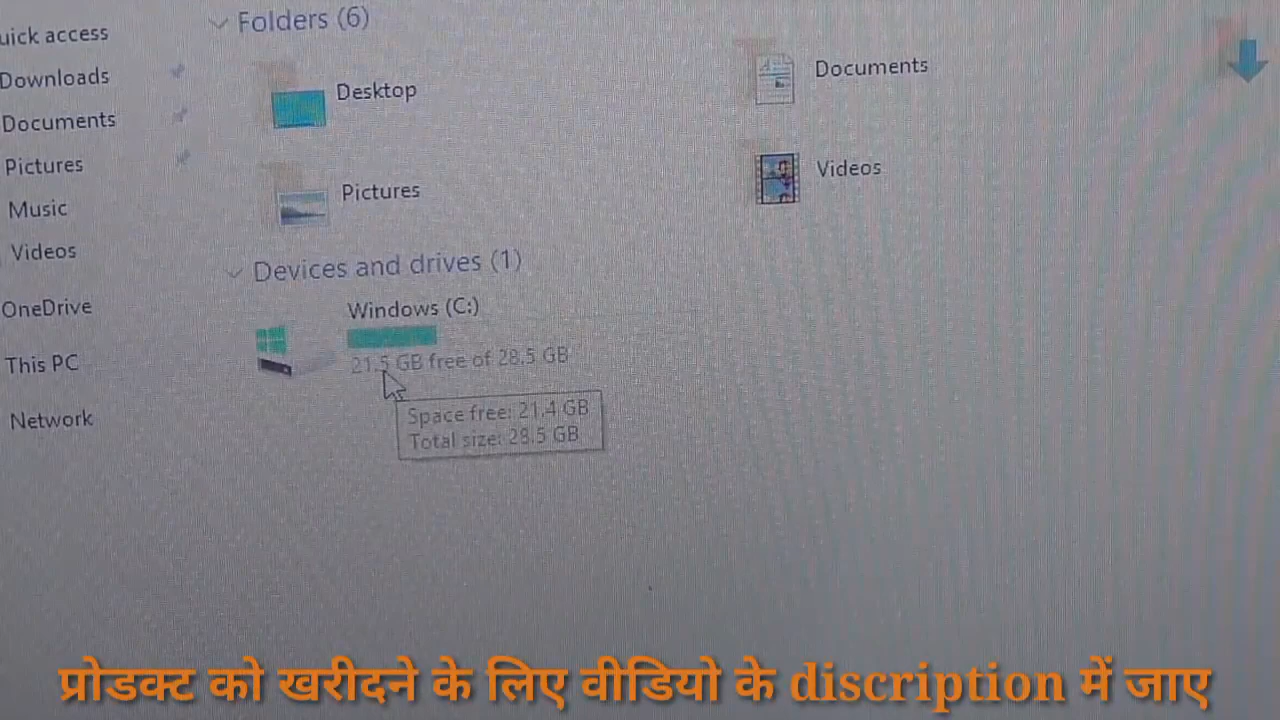 uick access
Downloads
Documents
Pictures
Music
Videos
OneDrive
This PC
Network
Folders (6)
Desktop
Documents
Pictures
Videos
Devices and drives (1)
Windows (C:)
21.5 GB free of 28.5 GB
Space free: 21.4 GB
Total size: 28.5 GB
प्रोडक्ट को खरीदने के लिए वीडियो के discription में जाए